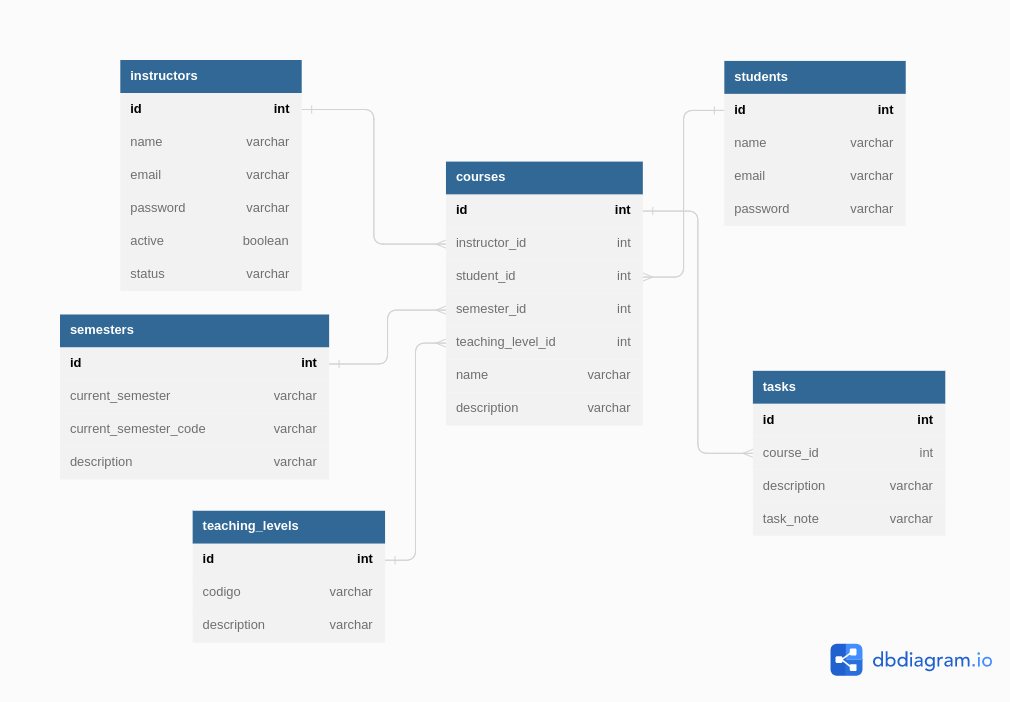 instructors
id int
name varchar
email varchar
password varchar
active boolean
status varchar
students
id int
name varchar
email varchar
password varchar
courses
id int
instructor_id int
student_id int
semester_id int
teaching_level_id int
name varchar
description varchar
semesters
id int
current_semester varchar
current_semester_code varchar
description varchar
tasks
id int
course_id int
description varchar
task_note varchar
teaching_levels
id int
codigo varchar
description varchar
dbdiagram.io